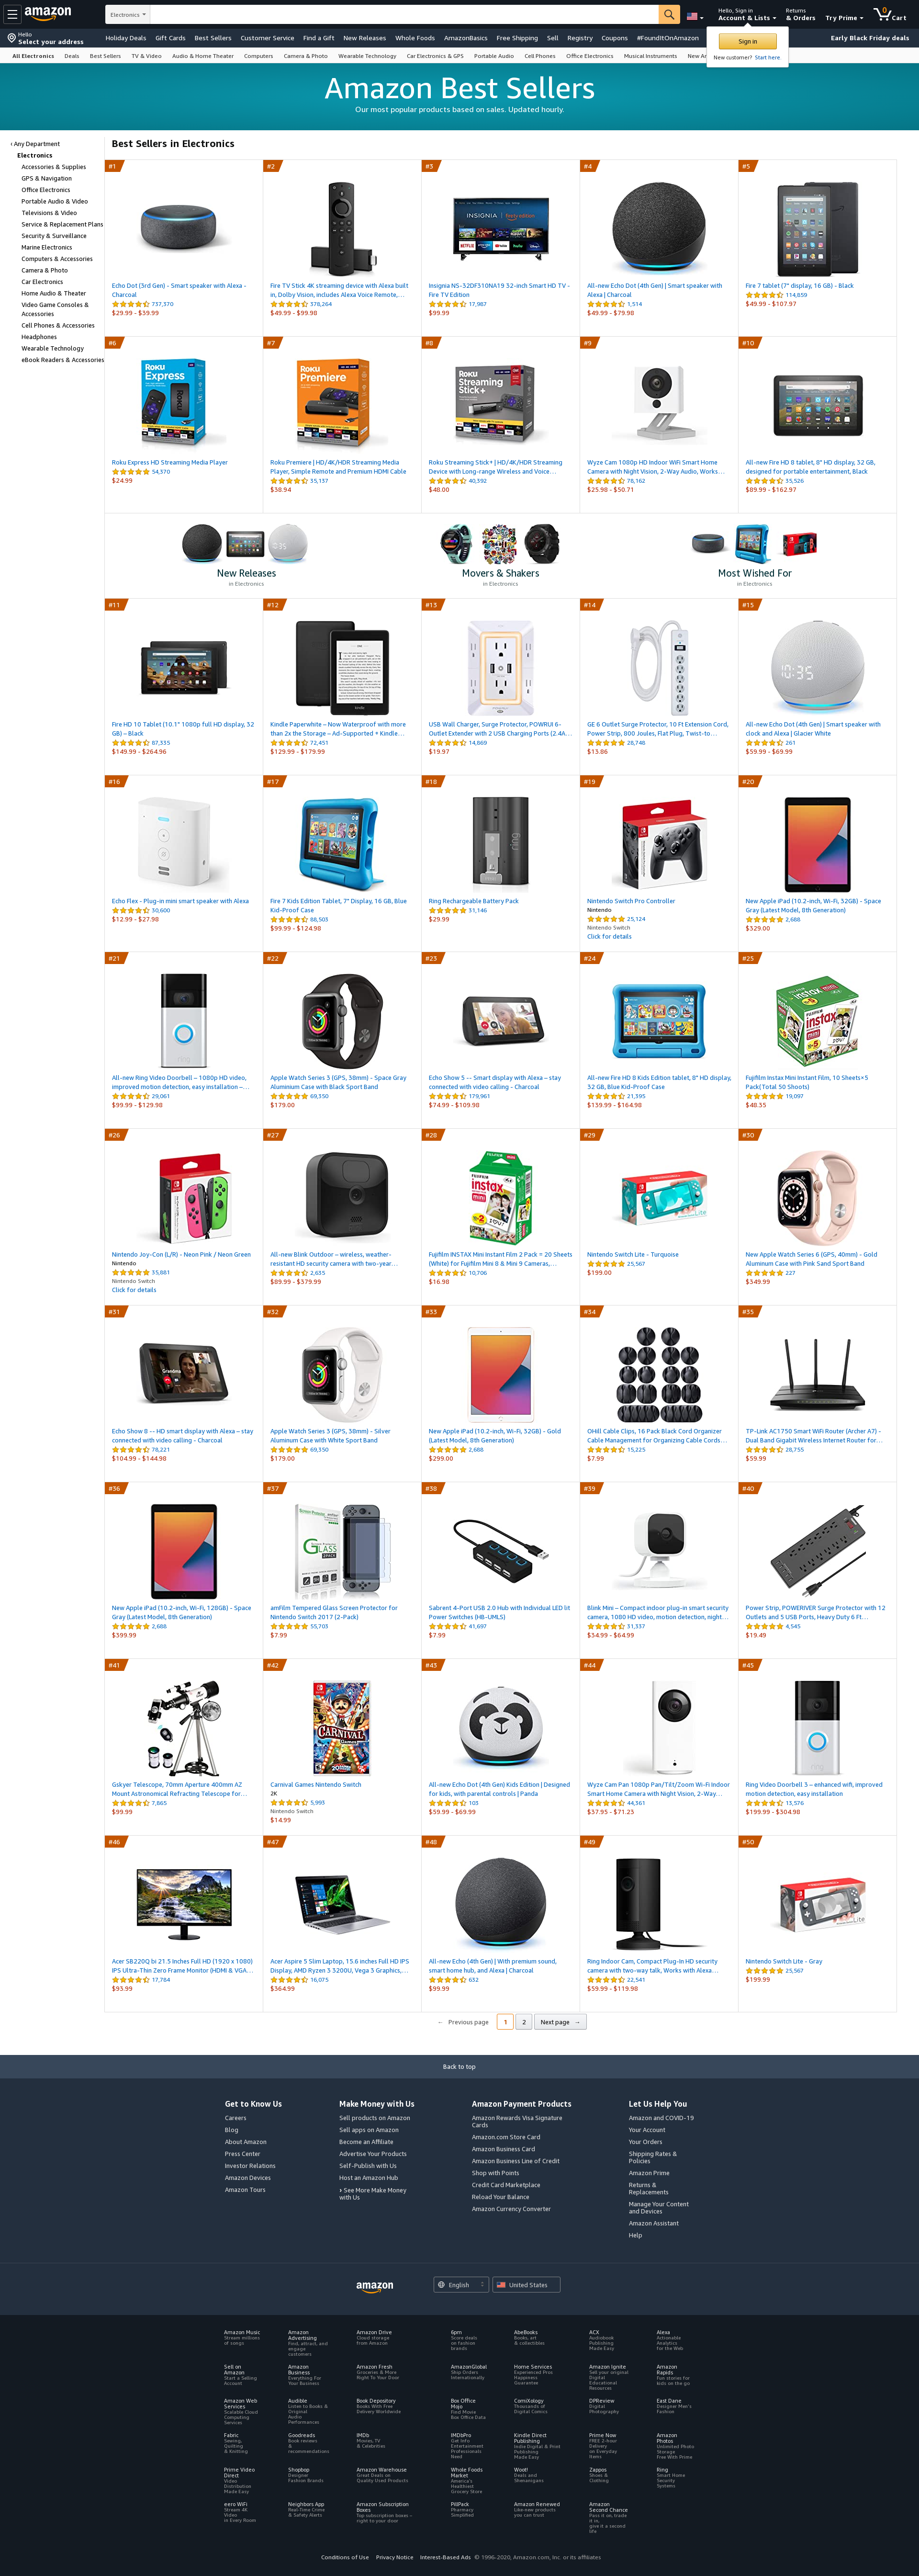 amazon
Electronics
Hello, Sign in
Account & Lists
Returns
& Orders
Try Prime
0
Cart
Hello
Select your address
Holiday Deals
Gift Cards
Best Sellers
Customer Service
Find a Gift
New Releases
Whole Foods
AmazonBasics
Free Shipping
Sell
Registry
Coupons
#FoundItOnAmazon
Early Black Friday deals
Sign in
New customer? Start here.
All Electronics
Deals
Best Sellers
TV & Video
Audio & Home Theater
Computers
Camera & Photo
Wearable Technology
Car Electronics & GPS
Portable Audio
Cell Phones
Office Electronics
Musical Instruments
New Ar
Amazon Best Sellers
Our most popular products based on sales. Updated hourly.
‹ Any Department
Electronics
Accessories & Supplies
GPS & Navigation
Office Electronics
Portable Audio & Video
Televisions & Video
Service & Replacement Plans
Security & Surveillance
Marine Electronics
Computers & Accessories
Camera & Photo
Car Electronics
Home Audio & Theater
Video Game Consoles &
Accessories
Cell Phones & Accessories
Headphones
Wearable Technology
eBook Readers & Accessories
Best Sellers in Electronics
#1
Echo Dot (3rd Gen) - Smart speaker with Alexa -
Charcoal
737,370
$29.99 - $39.99
#2
Fire TV Stick 4K streaming device with Alexa built
in, Dolby Vision, includes Alexa Voice Remote,…
378,264
$49.99 - $99.98
#3
INSIGNIA
Insignia NS-32DF310NA19 32-inch Smart HD TV -
Fire TV Edition
17,987
$99.99
#4
All-new Echo Dot (4th Gen) | Smart speaker with
Alexa | Charcoal
1,514
$49.99 - $79.98
#5
Fire 7 tablet (7" display, 16 GB) - Black
114,659
$49.99 - $107.97
#6
Roku
Express
Roku Express HD Streaming Media Player
54,370
$24.99
#7
Roku
Premiere
Roku Premiere | HD/4K/HDR Streaming Media
Player, Simple Remote and Premium HDMI Cable
35,137
$38.94
#8
Roku
Streaming
Stick+
Roku Streaming Stick+ | HD/4K/HDR Streaming
Device with Long-range Wireless and Voice…
40,392
$48.00
#9
Wyze Cam 1080p HD Indoor WiFi Smart Home
Camera with Night Vision, 2-Way Audio, Works…
78,162
$25.98 - $50.71
#10
All-new Fire HD 8 tablet, 8" HD display, 32 GB,
designed for portable entertainment, Black
35,526
$89.99 - $162.97
New Releases
in Electronics
Movers & Shakers
in Electronics
Most Wished For
in Electronics
#11
Fire HD 10 Tablet (10.1" 1080p full HD display, 32
GB) – Black
87,335
$149.99 - $264.96
#12
Kindle Paperwhite – Now Waterproof with more
than 2x the Storage – Ad-Supported + Kindle…
72,451
$129.99 - $179.99
#13
USB Wall Charger, Surge Protector, POWRUI 6-
Outlet Extender with 2 USB Charging Ports (2.4A…
14,869
$19.97
#14
GE 6 Outlet Surge Protector, 10 Ft Extension Cord,
Power Strip, 800 Joules, Flat Plug, Twist-to…
28,748
$13.86
#15
10:35
All-new Echo Dot (4th Gen) | Smart speaker with
clock and Alexa | Glacier White
261
$59.99 - $69.99
#16
Echo Flex - Plug-in mini smart speaker with Alexa
30,600
$12.99 - $27.98
#17
Fire 7 Kids Edition Tablet, 7" Display, 16 GB, Blue
Kid-Proof Case
88,503
$99.99 - $124.98
#18
ring
Ring Rechargeable Battery Pack
31,146
$29.99
#19
Nintendo Switch Pro Controller
Nintendo
25,124
Nintendo Switch
Click for details
#20
New Apple iPad (10.2-inch, Wi-Fi, 32GB) - Space
Gray (Latest Model, 8th Generation)
2,688
$329.00
#21
All-new Ring Video Doorbell – 1080p HD video,
improved motion detection, easy installation –…
29,061
$99.99 - $129.98
#22
Apple Watch Series 3 (GPS, 38mm) - Space Gray
Aluminium Case with Black Sport Band
69,350
$179.00
#23
Echo Show 5 -- Smart display with Alexa – stay
connected with video calling - Charcoal
179,961
$74.99 - $109.98
#24
All-new Fire HD 8 Kids Edition tablet, 8" HD display,
32 GB, Blue Kid-Proof Case
21,395
$139.99 - $164.98
#25
instax
mini
Fujifilm Instax Mini Instant Film, 10 Sheets×5
Pack(Total 50 Shoots)
19,097
$48.35
#26
Nintendo Joy-Con (L/R) - Neon Pink / Neon Green
Nintendo
35,881
Nintendo Switch
Click for details
#27
All-new Blink Outdoor – wireless, weather-
resistant HD security camera with two-year…
2,635
$89.99 - $379.99
#28
instax
mini
Fujifilm INSTAX Mini Instant Film 2 Pack = 20 Sheets
(White) for Fujifilm Mini 8 & Mini 9 Cameras,…
10,706
$16.98
#29
Lite
Nintendo Switch Lite - Turquoise
25,567
$199.00
#30
New Apple Watch Series 6 (GPS, 40mm) - Gold
Aluminum Case with Pink Sand Sport Band
227
$349.99
#31
Grandma
Echo Show 8 -- HD smart display with Alexa – stay
connected with video calling - Charcoal
78,221
$104.99 - $144.98
#32
Apple Watch Series 3 (GPS, 38mm) - Silver
Aluminum Case with White Sport Band
69,350
$179.00
#33
New Apple iPad (10.2-inch, Wi-Fi, 32GB) - Gold
(Latest Model, 8th Generation)
2,688
$299.00
#34
OHill Cable Clips, 16 Pack Black Cord Organizer
Cable Management for Organizing Cable Cords…
15,225
$7.99
#35
TP-Link AC1750 Smart WiFi Router (Archer A7) -
Dual Band Gigabit Wireless Internet Router for…
28,755
$59.99
#36
New Apple iPad (10.2-inch, Wi-Fi, 128GB) - Space
Gray (Latest Model, 8th Generation)
2,688
$399.99
#37
GLASS
amFilm Tempered Glass Screen Protector for
Nintendo Switch 2017 (2-Pack)
55,703
$7.99
#38
Sabrent 4-Port USB 2.0 Hub with Individual LED lit
Power Switches (HB-UMLS)
41,697
$7.99
#39
Blink Mini – Compact indoor plug-in smart security
camera, 1080 HD video, motion detection, night…
31,337
$34.99 - $64.99
#40
Power Strip, POWERIVER Surge Protector with 12
Outlets and 5 USB Ports, Heavy Duty 6 Ft…
4,545
$19.49
#41
Gskyer Telescope, 70mm Aperture 400mm AZ
Mount Astronomical Refracting Telescope for…
7,865
$99.99
#42
CARNIVAL
GAMES
Carnival Games Nintendo Switch
2K
5,993
Nintendo Switch
$14.99
#43
All-new Echo Dot (4th Gen) Kids Edition | Designed
for kids, with parental controls | Panda
103
$59.99 - $69.99
#44
Wyze Cam Pan 1080p Pan/Tilt/Zoom Wi-Fi Indoor
Smart Home Camera with Night Vision, 2-Way…
44,361
$37.95 - $71.23
#45
Ring Video Doorbell 3 – enhanced wifi, improved
motion detection, easy installation
13,576
$199.99 - $304.98
#46
Acer SB220Q bi 21.5 Inches Full HD (1920 x 1080)
IPS Ultra-Thin Zero Frame Monitor (HDMI & VGA…
17,784
$93.99
#47
Acer Aspire 5 Slim Laptop, 15.6 inches Full HD IPS
Display, AMD Ryzen 3 3200U, Vega 3 Graphics,…
16,075
$364.99
#48
All-new Echo (4th Gen) | With premium sound,
smart home hub, and Alexa | Charcoal
632
$99.99
#49
Ring Indoor Cam, Compact Plug-In HD security
camera with two-way talk, Works with Alexa…
22,541
$59.99 - $119.98
#50
Lite
Nintendo Switch Lite - Gray
25,567
$199.99
← Previous page
1
2
Next page →
Back to top
Get to Know Us
Careers
Blog
About Amazon
Press Center
Investor Relations
Amazon Devices
Amazon Tours
Make Money with Us
Sell products on Amazon
Sell apps on Amazon
Become an Affiliate
Advertise Your Products
Self-Publish with Us
Host an Amazon Hub
› See More Make Money
with Us
Amazon Payment Products
Amazon Rewards Visa Signature
Cards
Amazon.com Store Card
Amazon Business Card
Amazon Business Line of Credit
Shop with Points
Credit Card Marketplace
Reload Your Balance
Amazon Currency Converter
Let Us Help You
Amazon and COVID-19
Your Account
Your Orders
Shipping Rates &
Policies
Amazon Prime
Returns &
Replacements
Manage Your Content
and Devices
Amazon Assistant
Help
amazon
English
United States
Amazon Music
Stream millions
of songs
Amazon
Advertising
Find, attract, and
engage
customers
Amazon Drive
Cloud storage
from Amazon
6pm
Score deals
on fashion
brands
AbeBooks
Books, art
& collectibles
ACX
Audiobook
Publishing
Made Easy
Alexa
Actionable
Analytics
for the Web
Sell on
Amazon
Start a Selling
Account
Amazon
Business
Everything For
Your Business
Amazon Fresh
Groceries & More
Right To Your Door
AmazonGlobal
Ship Orders
Internationally
Home Services
Experienced Pros
Happiness
Guarantee
Amazon Ignite
Sell your original
Digital
Educational
Resources
Amazon
Rapids
Fun stories for
kids on the go
Amazon Web
Services
Scalable Cloud
Computing
Services
Audible
Listen to Books &
Original
Audio
Performances
Book Depository
Books With Free
Delivery Worldwide
Box Office
Mojo
Find Movie
Box Office Data
ComiXology
Thousands of
Digital Comics
DPReview
Digital
Photography
East Dane
Designer Men's
Fashion
Fabric
Sewing,
Quilting
& Knitting
Goodreads
Book reviews
&
recommendations
IMDb
Movies, TV
& Celebrities
IMDbPro
Get Info
Entertainment
Professionals
Need
Kindle Direct
Publishing
Indie Digital & Print
Publishing
Made Easy
Prime Now
FREE 2-hour
Delivery
on Everyday
Items
Amazon
Photos
Unlimited Photo
Storage
Free With Prime
Prime Video
Direct
Video
Distribution
Made Easy
Shopbop
Designer
Fashion Brands
Amazon Warehouse
Great Deals on
Quality Used Products
Whole Foods
Market
America's
Healthiest
Grocery Store
Woot!
Deals and
Shenanigans
Zappos
Shoes &
Clothing
Ring
Smart Home
Security
Systems
eero WiFi
Stream 4K
Video
in Every Room
Neighbors App
Real-Time Crime
& Safety Alerts
Amazon Subscription
Boxes
Top subscription boxes –
right to your door
PillPack
Pharmacy
Simplified
Amazon Renewed
Like-new products
you can trust
Amazon
Second Chance
Pass it on, trade
it in,
give it a second
life
Conditions of Use
Privacy Notice
Interest-Based Ads
© 1996-2020, Amazon.com, Inc. or its affiliates